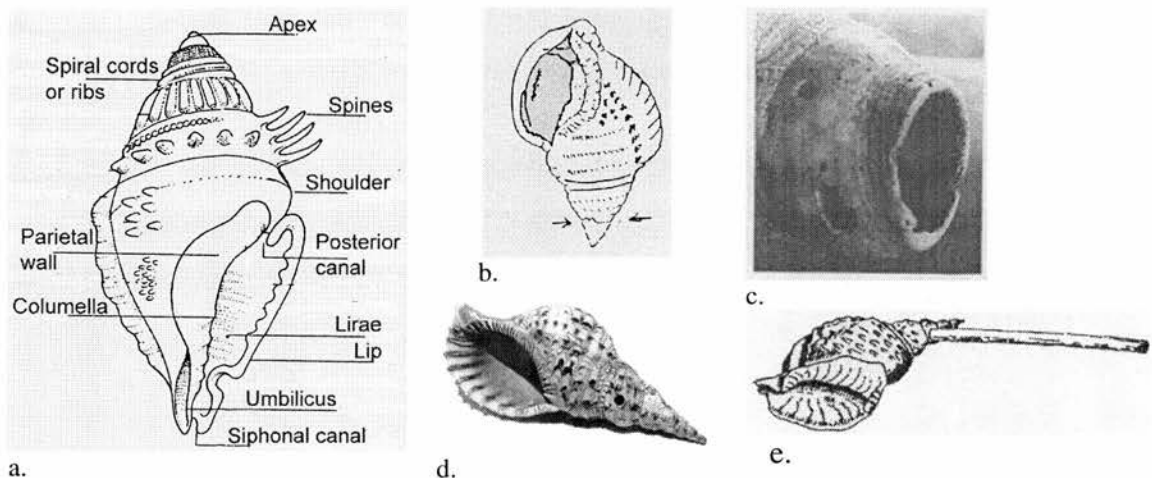 Apex
Spiral cords
or ribs
Spines
Shoulder
Parietal
wall
Posterior
canal
Columella
Lirae
Lip
Umbilicus
Siphonal canal
a.
b.
c.
d.
e.